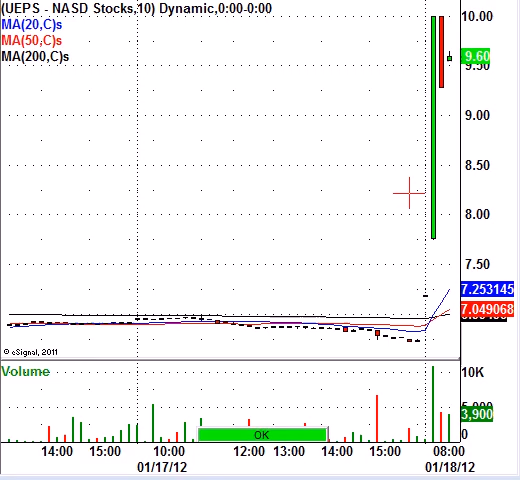 (UEPS - NASD Stocks,10) Dynamic,0:00-0:00
MA(20,C)s
MA(50,C)s
MA(200,C)s
10.00
9.60
9.50
9.00
8.50
8.00
7.50
7.253145
7.049068
© eSignal, 2011
Volume
10K
3,900
0
OK
14:00 15:00 10:00 12:00 13:00 14:00 15:00 08:00
01/17/12 01/18/12